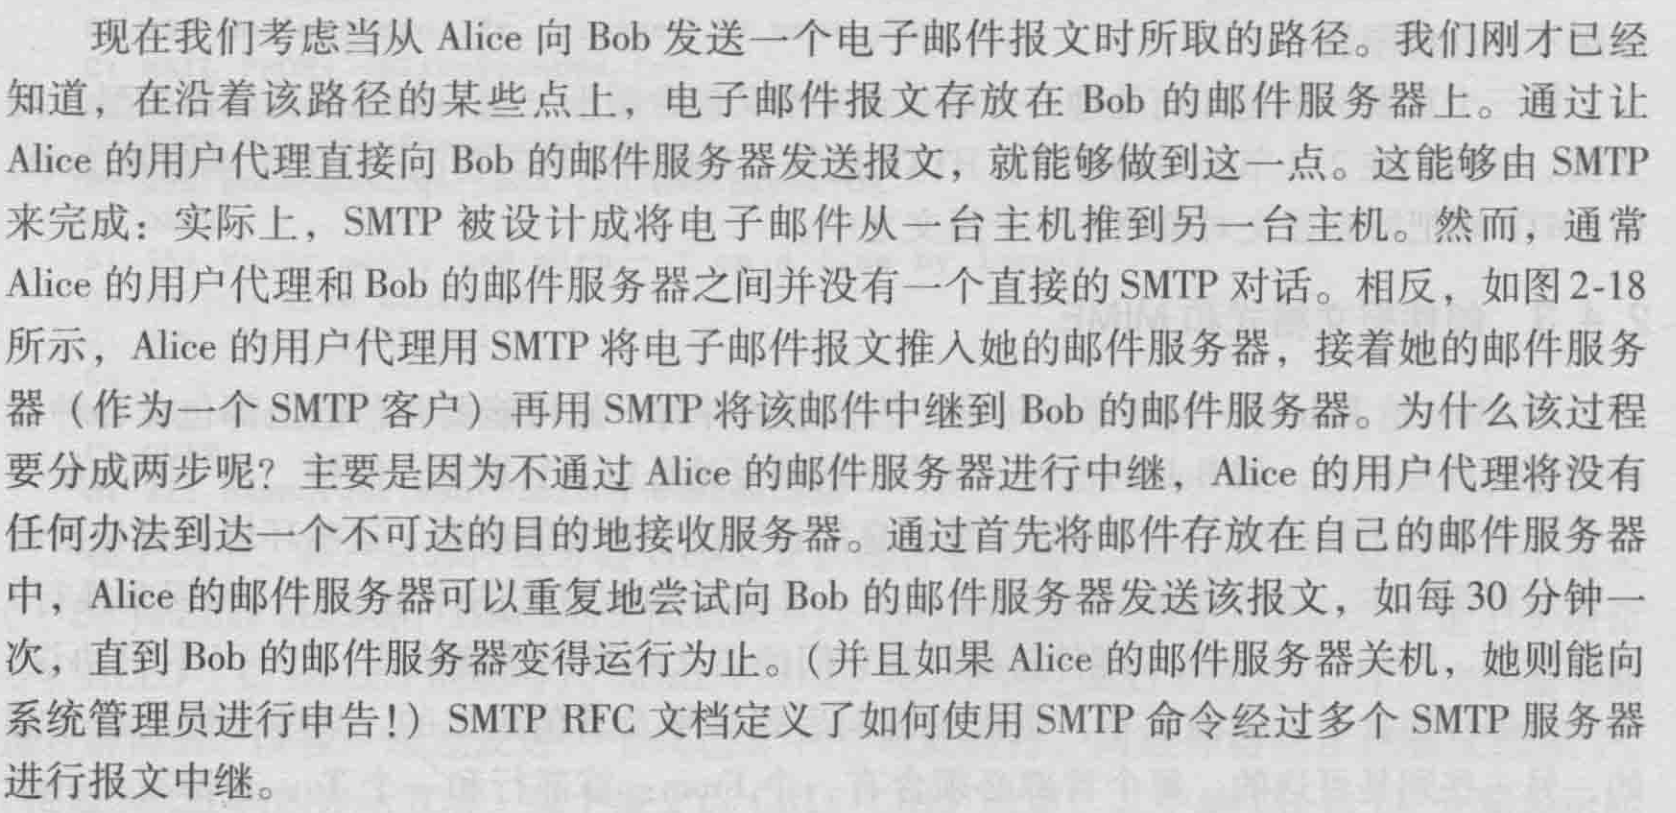 现在我们考虑当从 Alice 向 Bob 发送一个电子邮件报文时所取的路径。我们刚才已经
知道，在沿着该路径的某些点上，电子邮件报文存放在 Bob 的邮件服务器上。通过让
Alice 的用户代理直接向 Bob 的邮件服务器发送报文，就能够做到这一点。这能够由 SMTP
来完成：实际上，SMTP 被设计成将电子邮件从一台主机推到另一台主机。然而，通常
Alice 的用户代理和 Bob 的邮件服务器之间并没有一个直接的 SMTP 对话。相反，如图 2-18
所示，Alice 的用户代理用 SMTP 将电子邮件报文推入她的邮件服务器，接着她的邮件服务
器（作为一个 SMTP 客户）再用 SMTP 将该邮件中继到 Bob 的邮件服务器。为什么该过程
要分成两步呢？主要是因为不通过 Alice 的邮件服务器进行中继，Alice 的用户代理将没有
任何办法到达一个不可达的目的地接收服务器。通过首先将邮件存放在自己的邮件服务器
中，Alice 的邮件服务器可以重复地尝试向 Bob 的邮件服务器发送该报文，如每 30 分钟一
次，直到 Bob 的邮件服务器变得运行为止。（并且如果 Alice 的邮件服务器关机，她则能向
系统管理员进行申告！）SMTP RFC 文档定义了如何使用 SMTP 命令经过多个 SMTP 服务器
进行报文中继。